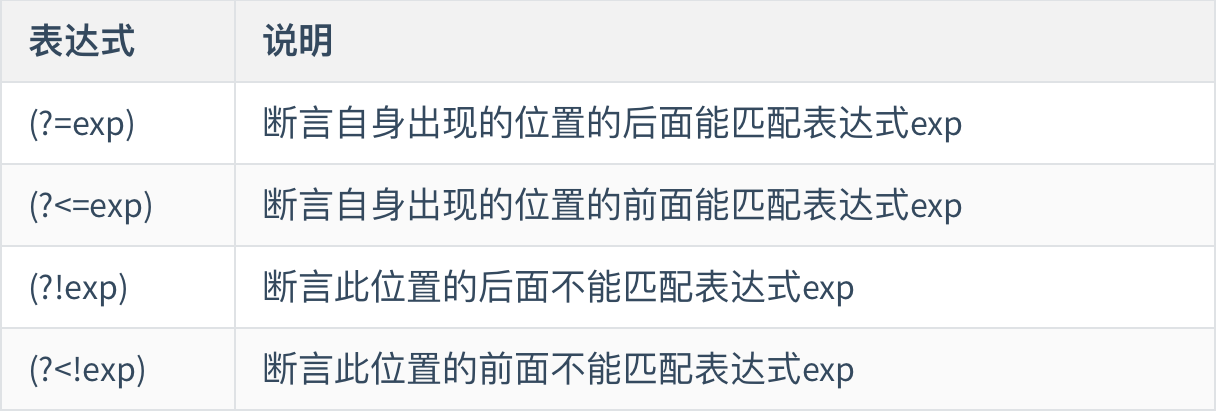 表达式 说明
(?=exp) 断言自身出现的位置的后面能匹配表达式exp
(?<=exp) 断言自身出现的位置的前面能匹配表达式exp
(?!exp) 断言此位置的后面不能匹配表达式exp
(?<!exp) 断言此位置的前面不能匹配表达式exp